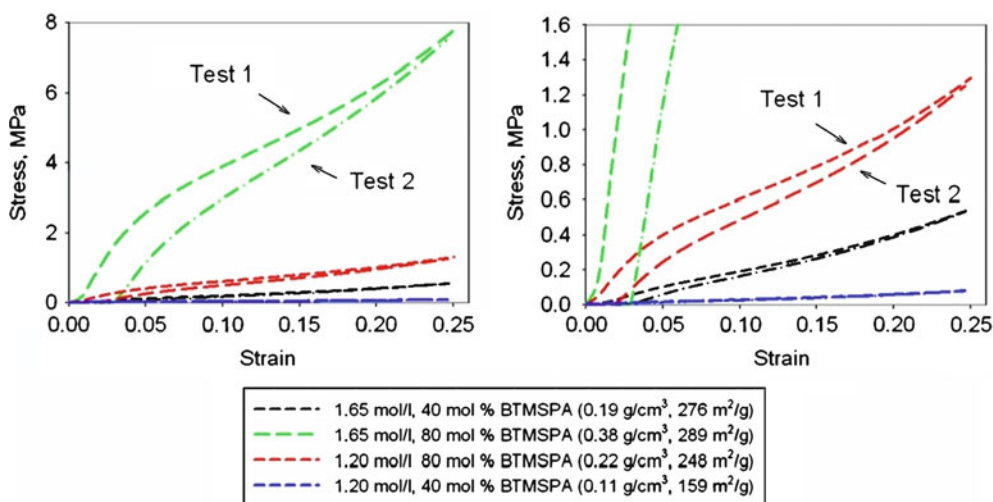 8
6
4
2
0
Stress, MPa
0.00 0.05 0.10 0.15 0.20 0.25
Strain
Test 1
Test 2
1.6
1.4
1.2
1.0
0.8
0.6
0.4
0.2
0.0
Stress, MPa
0.00 0.05 0.10 0.15 0.20 0.25
Strain
Test 1
Test 2
1.65 mol/l, 40 mol % BTMSPA (0.19 g/cm³, 276 m²/g)
1.65 mol/l, 80 mol % BTMSPA (0.38 g/cm³, 289 m²/g)
1.20 mol/l 80 mol % BTMSPA (0.22 g/cm³, 248 m²/g)
1.20 mol/l, 40 mol % BTMSPA (0.11 g/cm³, 159 m²/g)